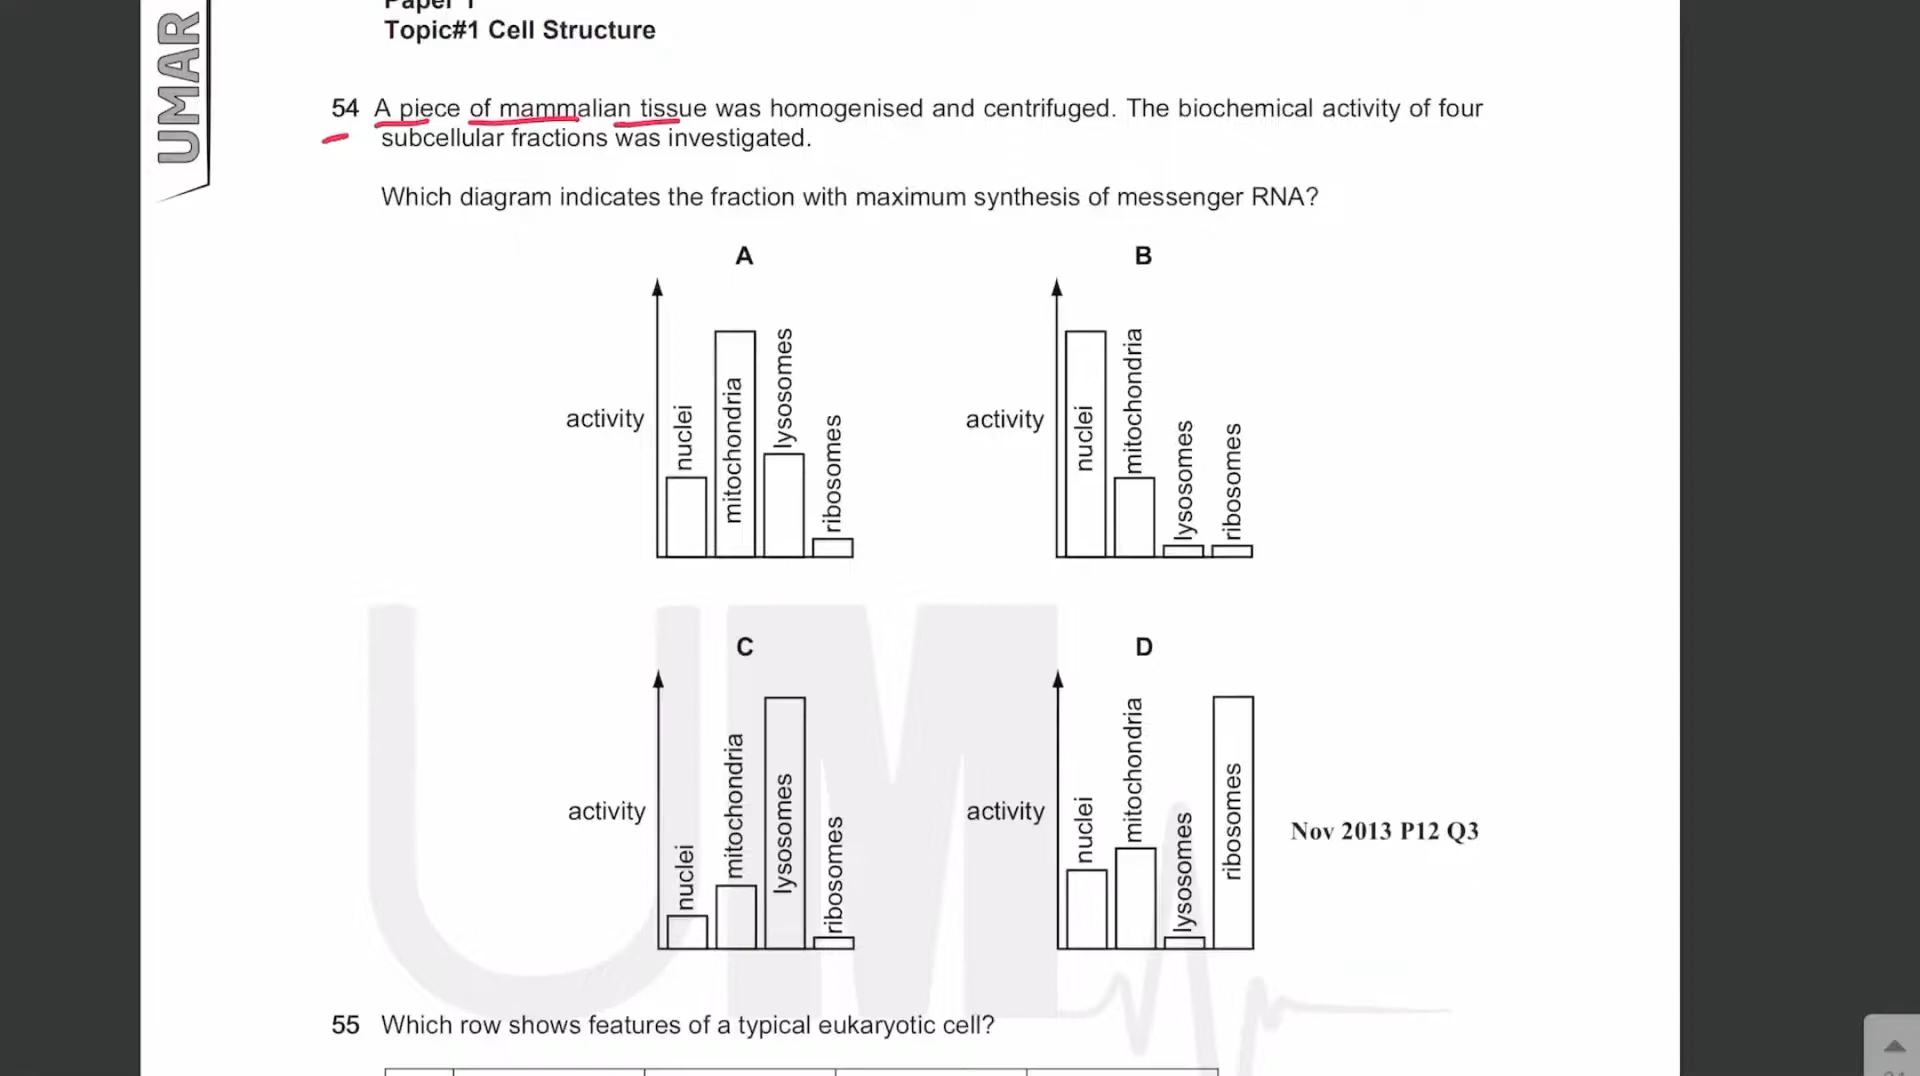 UMAR
Paper 1
Topic#1 Cell Structure
54 A piece of mammalian tissue was homogenised and centrifuged. The biochemical activity of four
subcellular fractions was investigated.
Which diagram indicates the fraction with maximum synthesis of messenger RNA?
A
activity
nuclei
mitochondria
lysosomes
ribosomes
B
activity
nuclei
mitochondria
lysosomes
ribosomes
C
activity
nuclei
mitochondria
lysosomes
ribosomes
D
activity
nuclei
mitochondria
lysosomes
ribosomes
Nov 2013 P12 Q3
UM
55 Which row shows features of a typical eukaryotic cell?